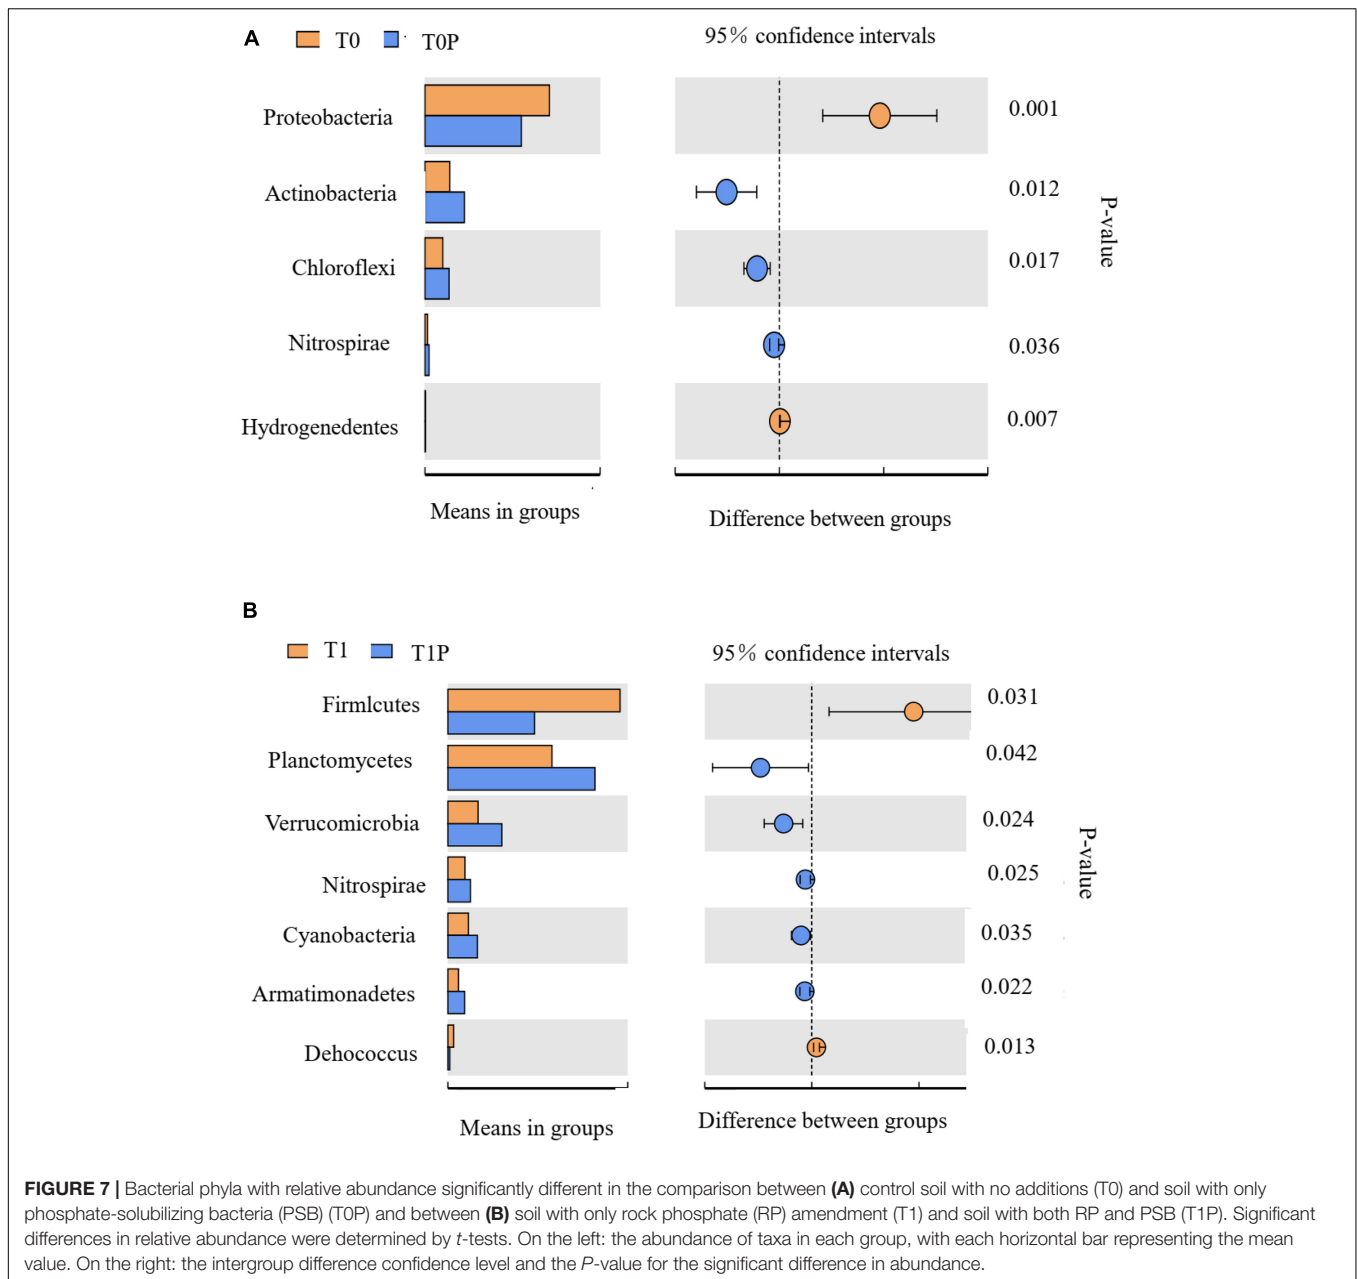 A T0 T0P 95% confidence intervals
Proteobacteria 0.001
Actinobacteria 0.012
Chloroflexi 0.017
Nitrospirae 0.036
Hydrogenedentes 0.007
P-value
Means in groups Difference between groups
B
T1 T1P 95% confidence intervals
Firmlcutes 0.031
Planctomycetes 0.042
Verrucomicrobia 0.024
Nitrospirae 0.025
Cyanobacteria 0.035
Armatimonadetes 0.022
Dehococcus 0.013
P-value
Means in groups Difference between groups
FIGURE 7 | Bacterial phyla with relative abundance significantly different in the comparison between (A) control soil with no additions (T0) and soil with only
phosphate-solubilizing bacteria (PSB) (T0P) and between (B) soil with only rock phosphate (RP) amendment (T1) and soil with both RP and PSB (T1P). Significant
differences in relative abundance were determined by t-tests. On the left: the abundance of taxa in each group, with each horizontal bar representing the mean
value. On the right: the intergroup difference confidence level and the P-value for the significant difference in abundance.